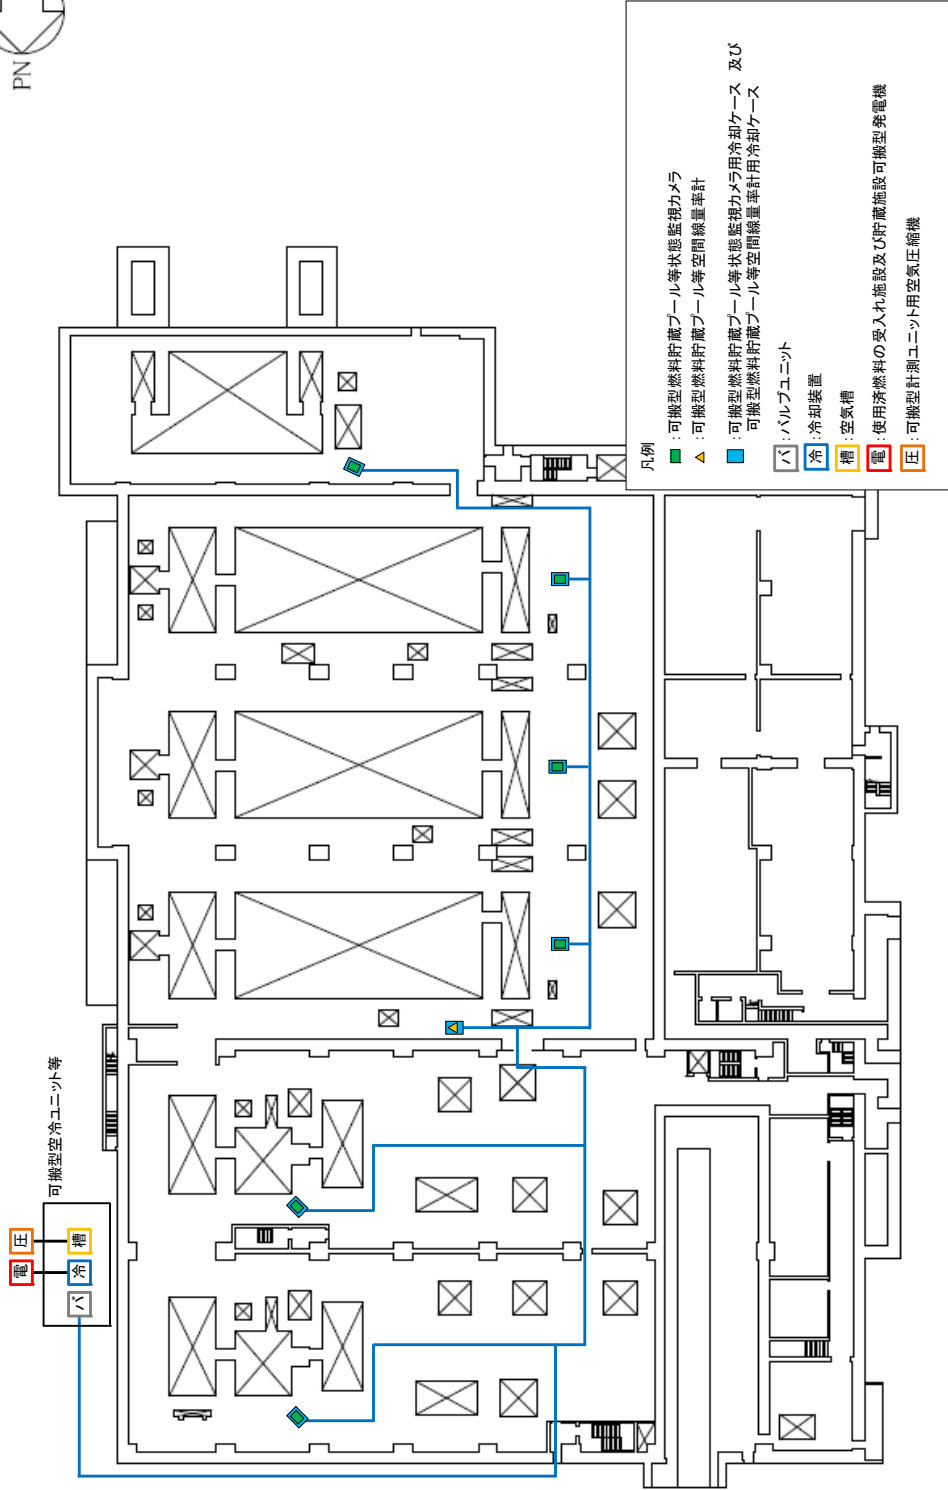 PN
可搬型空冷ユニット等
圧
電
槽
冷
バ
凡例
：可搬型燃料貯蔵プール等状態監視カメラ
：可搬型燃料貯蔵プール等空間線量率計
：可搬型燃料貯蔵プール等状態監視カメラ用冷却ケース 及び
可搬型燃料貯蔵プール等空間線量率計用冷却ケース
バ：バルブユニット
冷：冷却装置
槽：空気槽
電：使用済燃料の受入れ施設及び貯蔵施設可搬型発電機
圧：可搬型計測ユニット用空気圧縮機